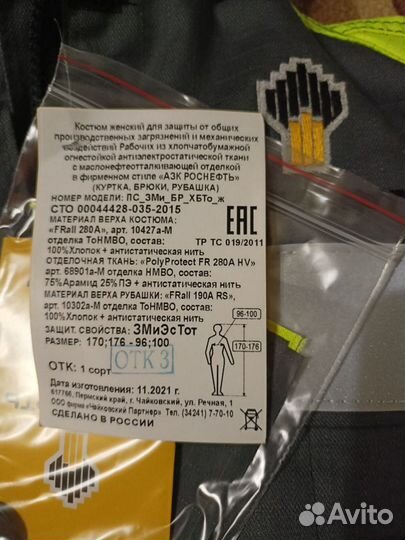 Костюм женский для защиты от общих
производственных загрязнений и механических
воздействий Рабочих из хлопчатобумажной
огнестойкой антиэлектростатической ткани
с маслонефтеотталкивающей отделкой
в фирменном стиле «АЗК РОСНЕФТЬ»
(КУРТКА, БРЮКИ, РУБАШКА)
НОМЕР МОДЕЛИ: ПС_ЗМи_БР_ХБТо_ж
СТО 00044428-035-2015
МАТЕРИАЛ ВЕРХА КОСТЮМА:
«FRall 280A», арт. 10427а-М
отделка ТоНМВО, состав:
100%Хлопок + антистатическая нить
ОТДЕЛОЧНАЯ ТКАНЬ: «PolyProtect FR 280A HV»
арт. 68901а-М отделка НМВО, состав:
75%Арамид 25%ПЭ + антистатическая нить
МАТЕРИАЛ ВЕРХА РУБАШКИ: «FRall 190A RS»,
арт. 10302а-М отделка ТоНМВО, состав:
100%Хлопок + антистатическая нить
ЗАЩИТ. СВОЙСТВА: ЗМиЭсТот
РАЗМЕР: 170;176 - 96;100
ОТК: 1 сорт
ОТК 3
Дата изготовления: 11.2021 г.
617766, Пермский край, г. Чайковский, ул. Речная, 1
ООО фирма «Чайковский Партнер» Тел. (34241) 7-70-10
СДЕЛАНО В РОССИИ
ЕАС
ТР ТС 019/2011
96-100
170-176
Avito